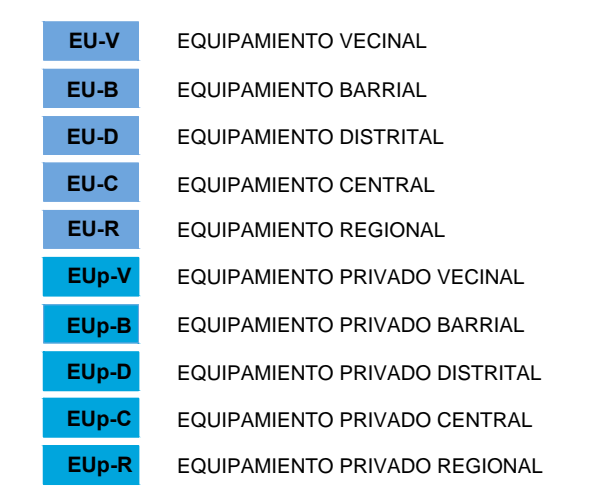 EU-V EQUIPAMIENTO VECINAL
EU-B EQUIPAMIENTO BARRIAL
EU-D EQUIPAMIENTO DISTRITAL
EU-C EQUIPAMIENTO CENTRAL
EU-R EQUIPAMIENTO REGIONAL
EUp-V EQUIPAMIENTO PRIVADO VECINAL
EUp-B EQUIPAMIENTO PRIVADO BARRIAL
EUp-D EQUIPAMIENTO PRIVADO DISTRITAL
EUp-C EQUIPAMIENTO PRIVADO CENTRAL
EUp-R EQUIPAMIENTO PRIVADO REGIONAL